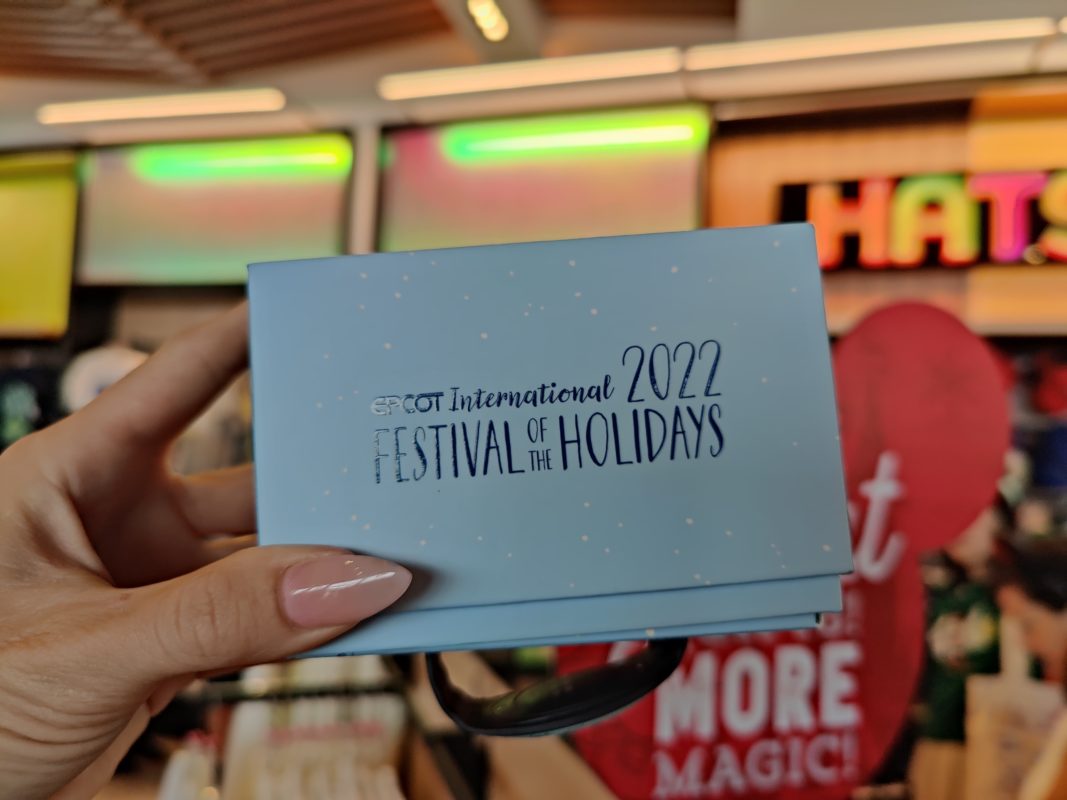 HATS
EPCOT International 2022
FESTIVAL OF THE HOLIDAYS
MORE
MAGIC!